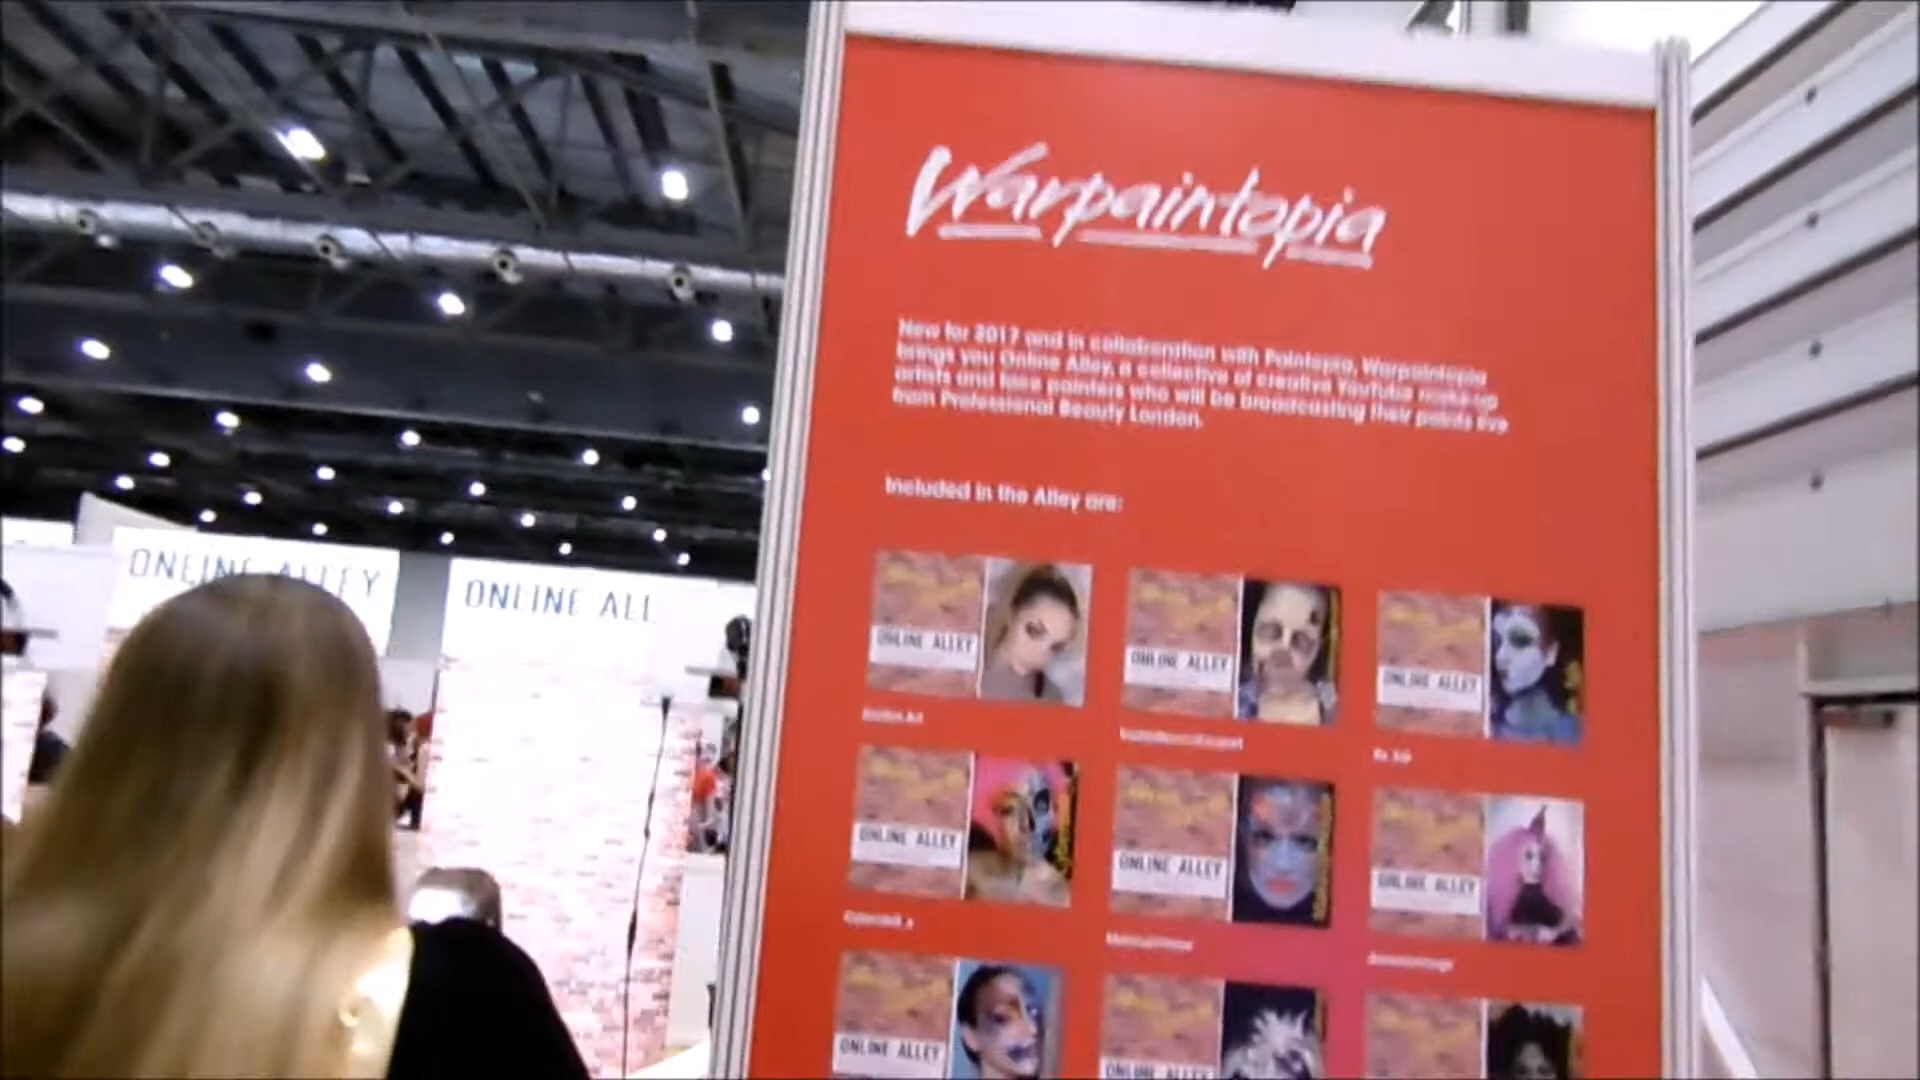 Warpaintopia
New for 2017 and in collaboration with Paintopia, Warpaintopia
brings you Online Alley, a collective of creative YouTube make-up
artists and face painters who will be broadcasting their paints live
from Professional Beauty London.
Included in the Alley are:
ONLINE ALLEY
ONLINE ALL
ONLINE ALLEY
ONLINE ALLEY
ONLINE ALLEY
ONLINE ALLEY
ONLINE ALLEY
ONLINE ALLEY
ONLINE ALLEY
ONLINE ALLEY